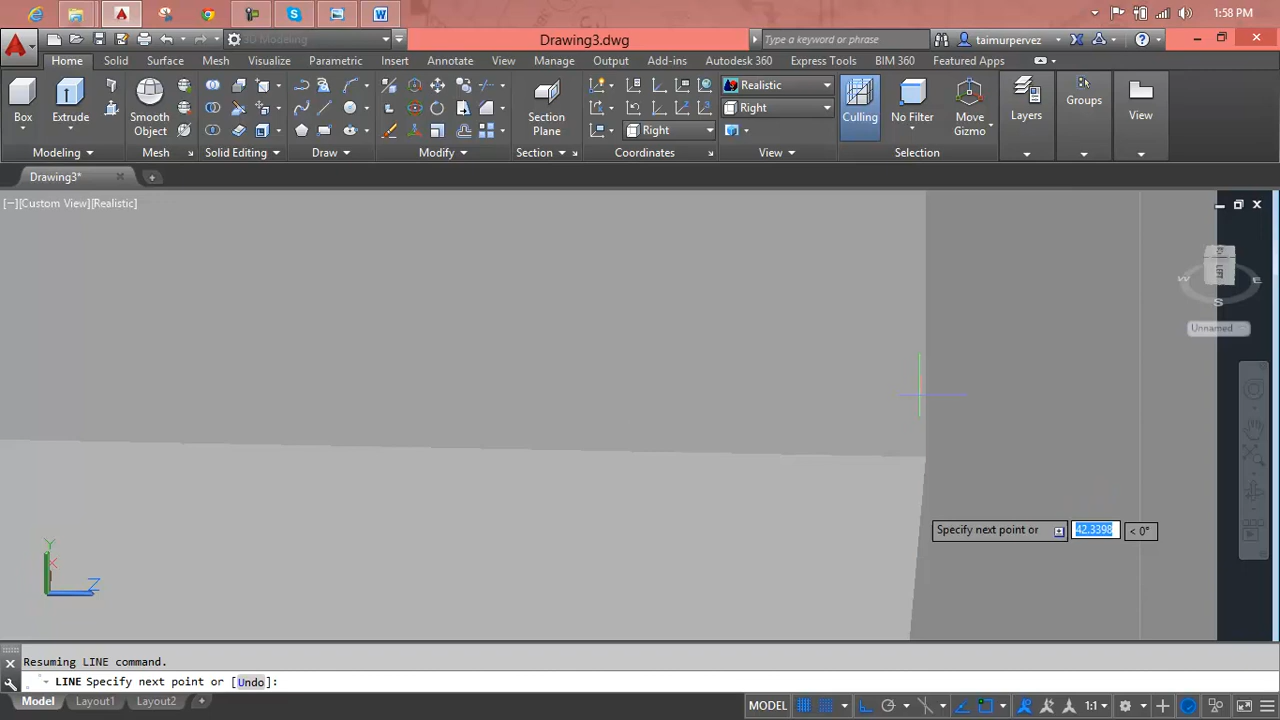 1:58 PM
3D Modeling
Drawing3.dwg
Type a keyword or phrase
taimurpervez
Home Solid Surface Mesh Visualize Parametric Insert Annotate View Manage Output Add-ins Autodesk 360 Express Tools BIM 360 Featured Apps
Realistic
Right
Right
Box Extrude Smooth Object Section Plane Culling No Filter Move Gizmo Layers Groups View
Modeling Mesh Solid Editing Draw Modify Section Coordinates View Selection
Drawing3*
[−][Custom View][Realistic]
LEFT
W E
S
Unnamed
Specify next point or 42.3398 < 0°
Y
X
Z
Resuming LINE command.
LINE Specify next point or [Undo]:
Model Layout1 Layout2 MODEL 1:1